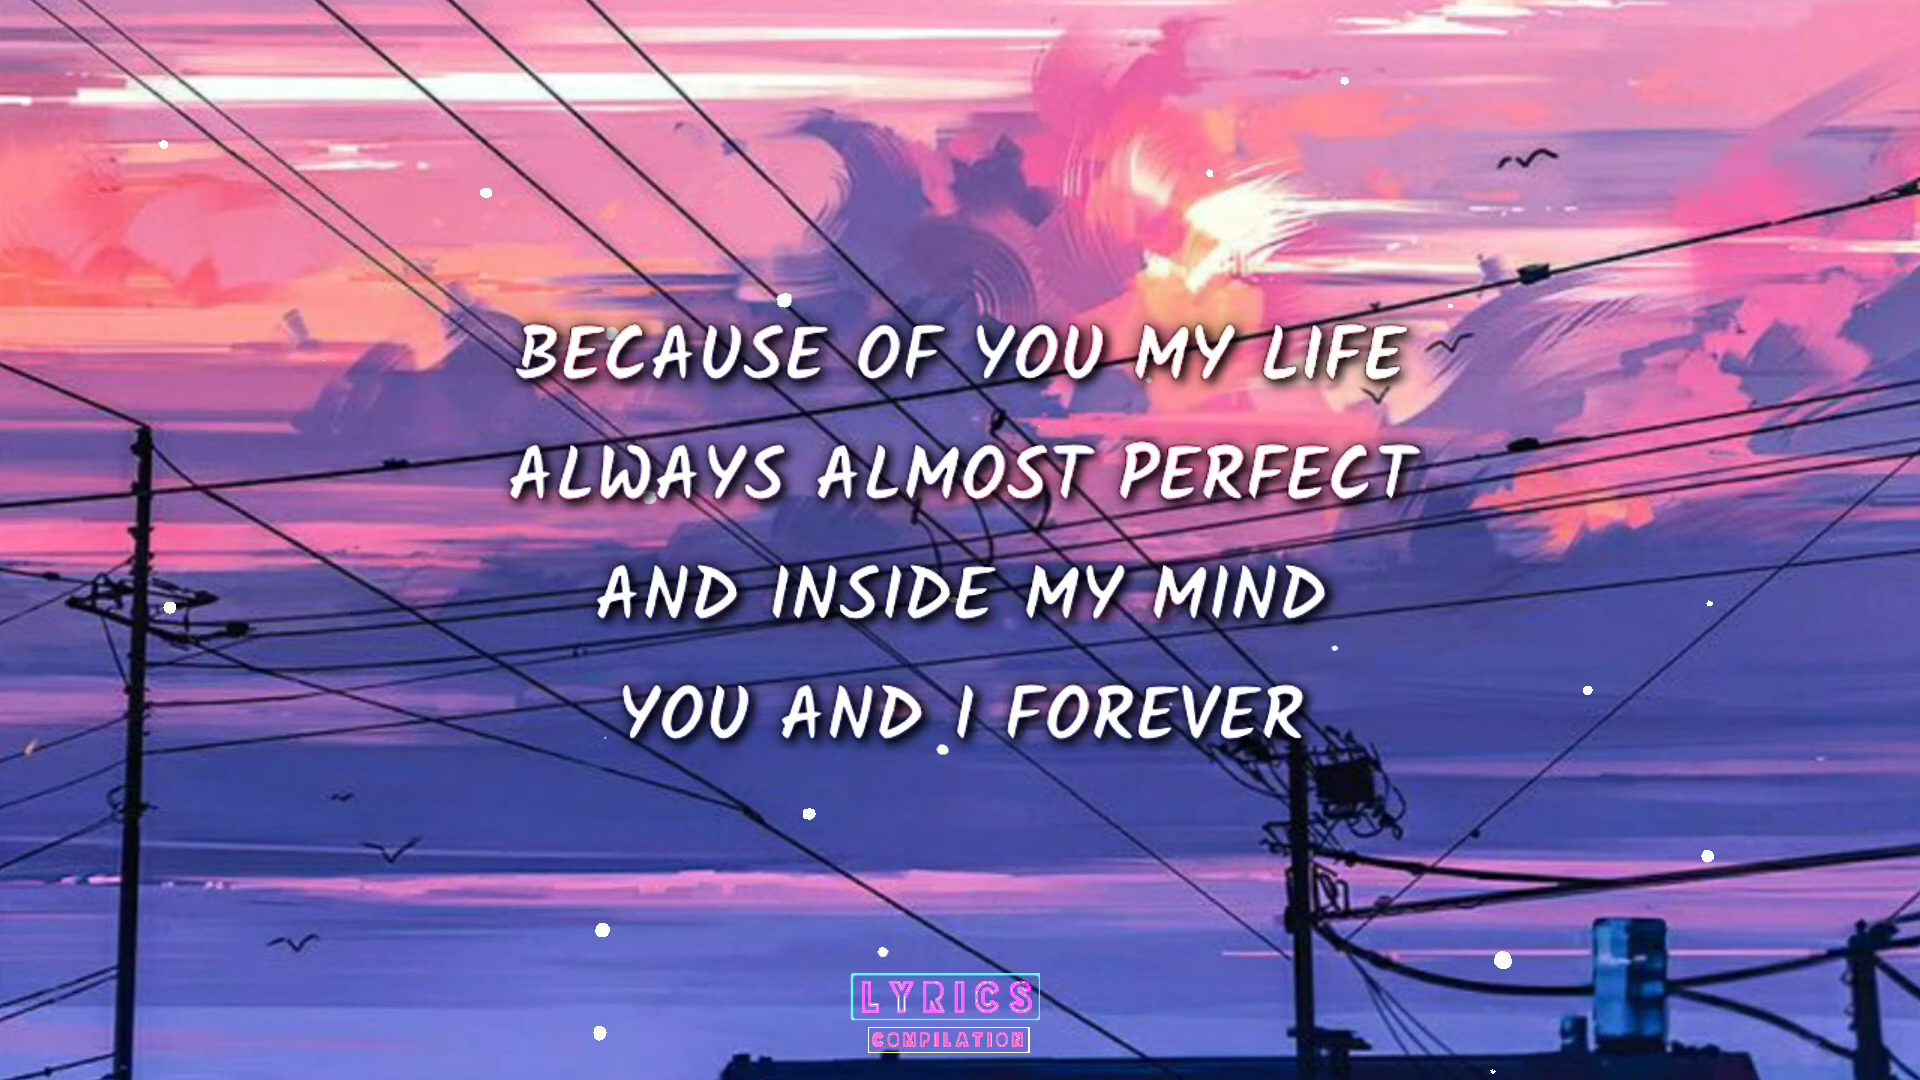 BECAUSE OF YOU MY LIFE
ALWAYS ALMOST PERFECT
AND INSIDE MY MIND
YOU AND I FOREVER
LYRICS
COMPILATION